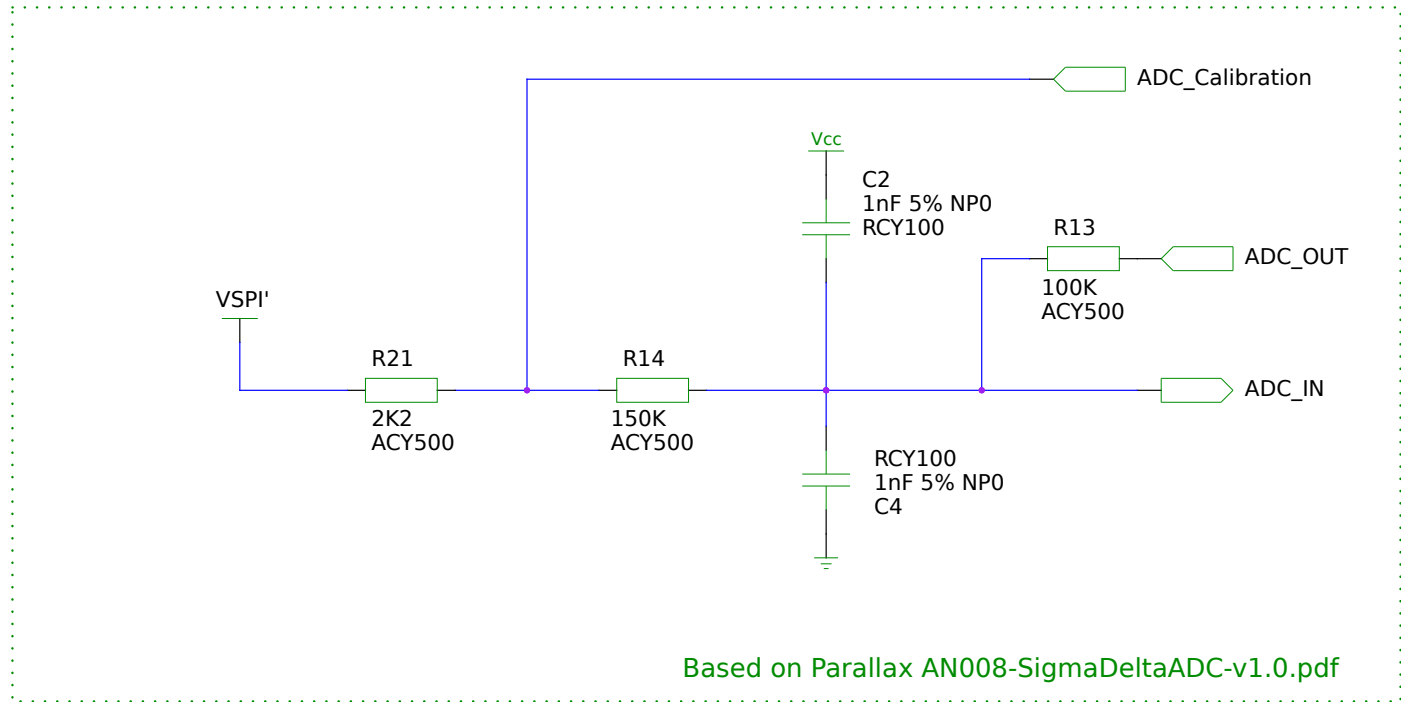 ADC_Calibration
Vcc
C2
1nF 5% NP0
RCY100
R13
ADC_OUT
100K
ACY500
VSPI'
R21
2K2
ACY500
R14
150K
ACY500
ADC_IN
RCY100
1nF 5% NP0
C4
Based on Parallax AN008-SigmaDeltaADC-v1.0.pdf